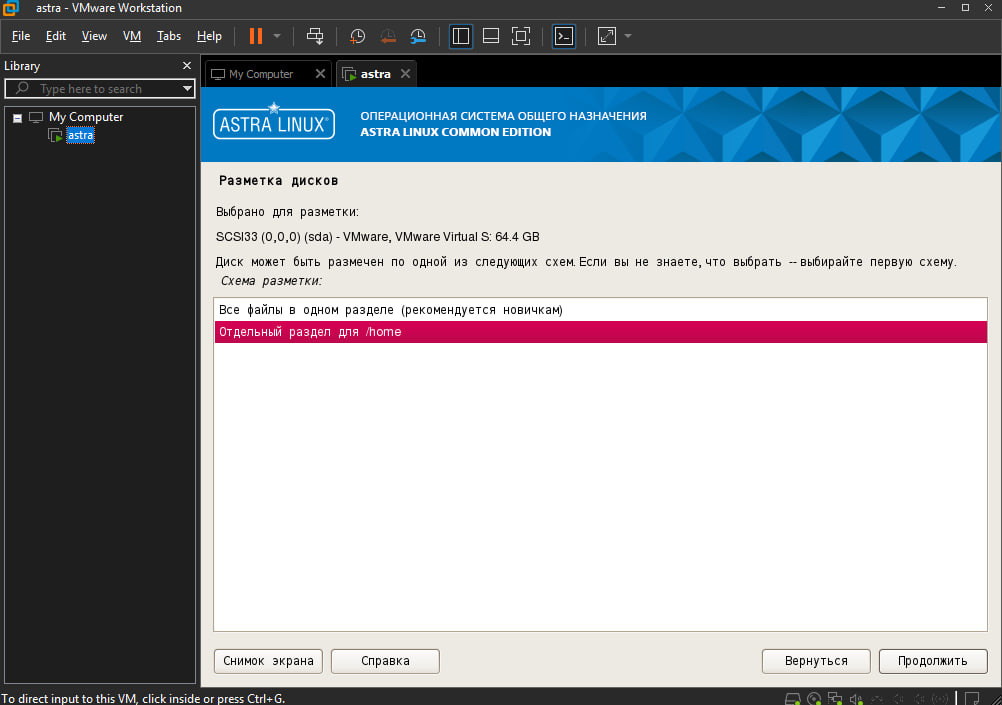 astra - VMware Workstation
File Edit View VM Tabs Help
Library
Type here to search
My Computer
astra
My Computer
astra
ASTRA LINUX®
ОПЕРАЦИОННАЯ СИСТЕМА ОБЩЕГО НАЗНАЧЕНИЯ
ASTRA LINUX COMMON EDITION
Разметка дисков
Выбрано для разметки:
SCSI33 (0,0,0) (sda) - VMware, VMware Virtual S: 64.4 GB
Диск может быть размечен по одной из следующих схем. Если вы не знаете, что выбрать -- выбирайте первую схему.
Схема разметки:
Все файлы в одном разделе (рекомендуется новичкам)
Отдельный раздел для /home
Снимок экрана
Справка
Вернуться
Продолжить
To direct input to this VM, click inside or press Ctrl+G.